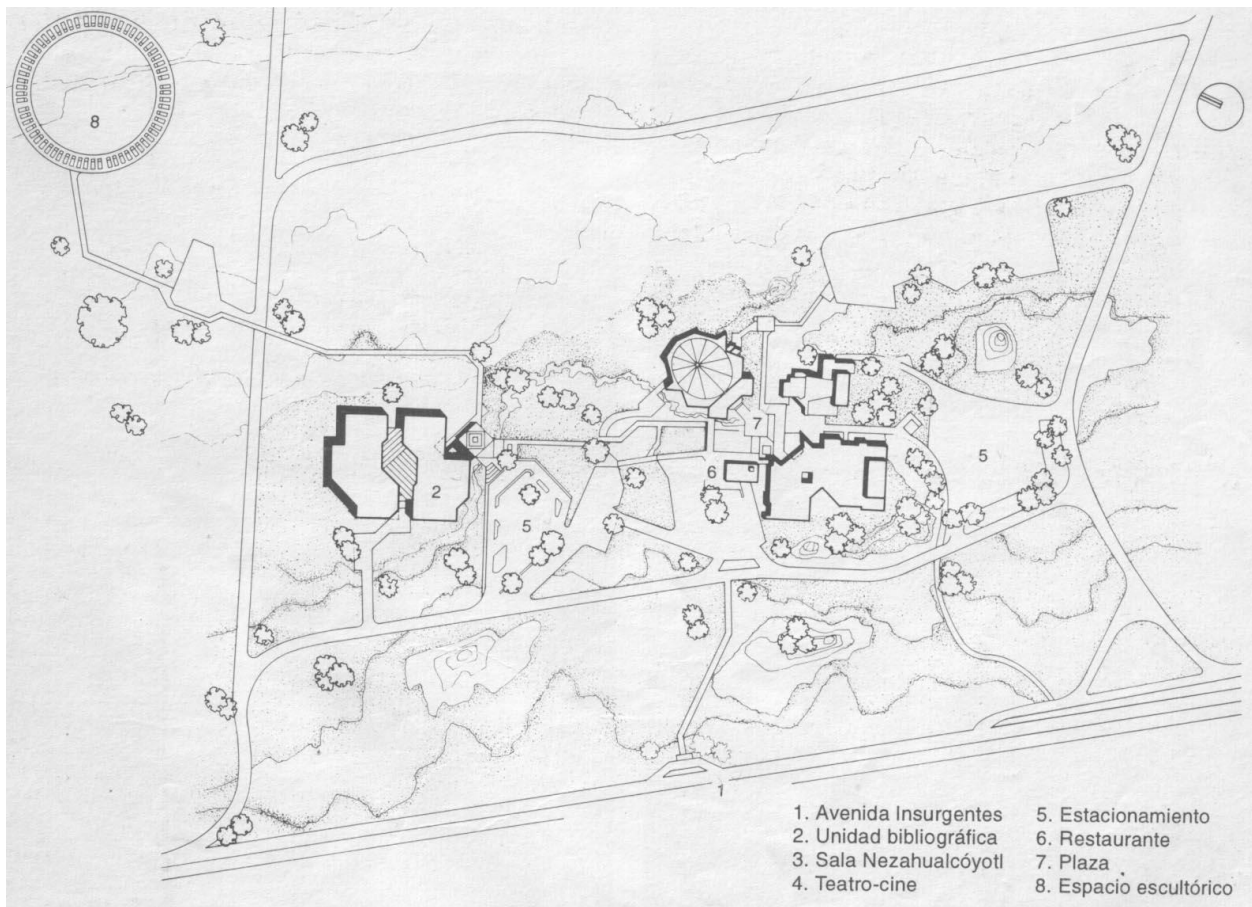 8
7
6
5
2
5
1
1. Avenida Insurgentes
2. Unidad bibliográfica
3. Sala Nezahualcóyotl
4. Teatro-cine
5. Estacionamiento
6. Restaurante
7. Plaza
8. Espacio escultórico